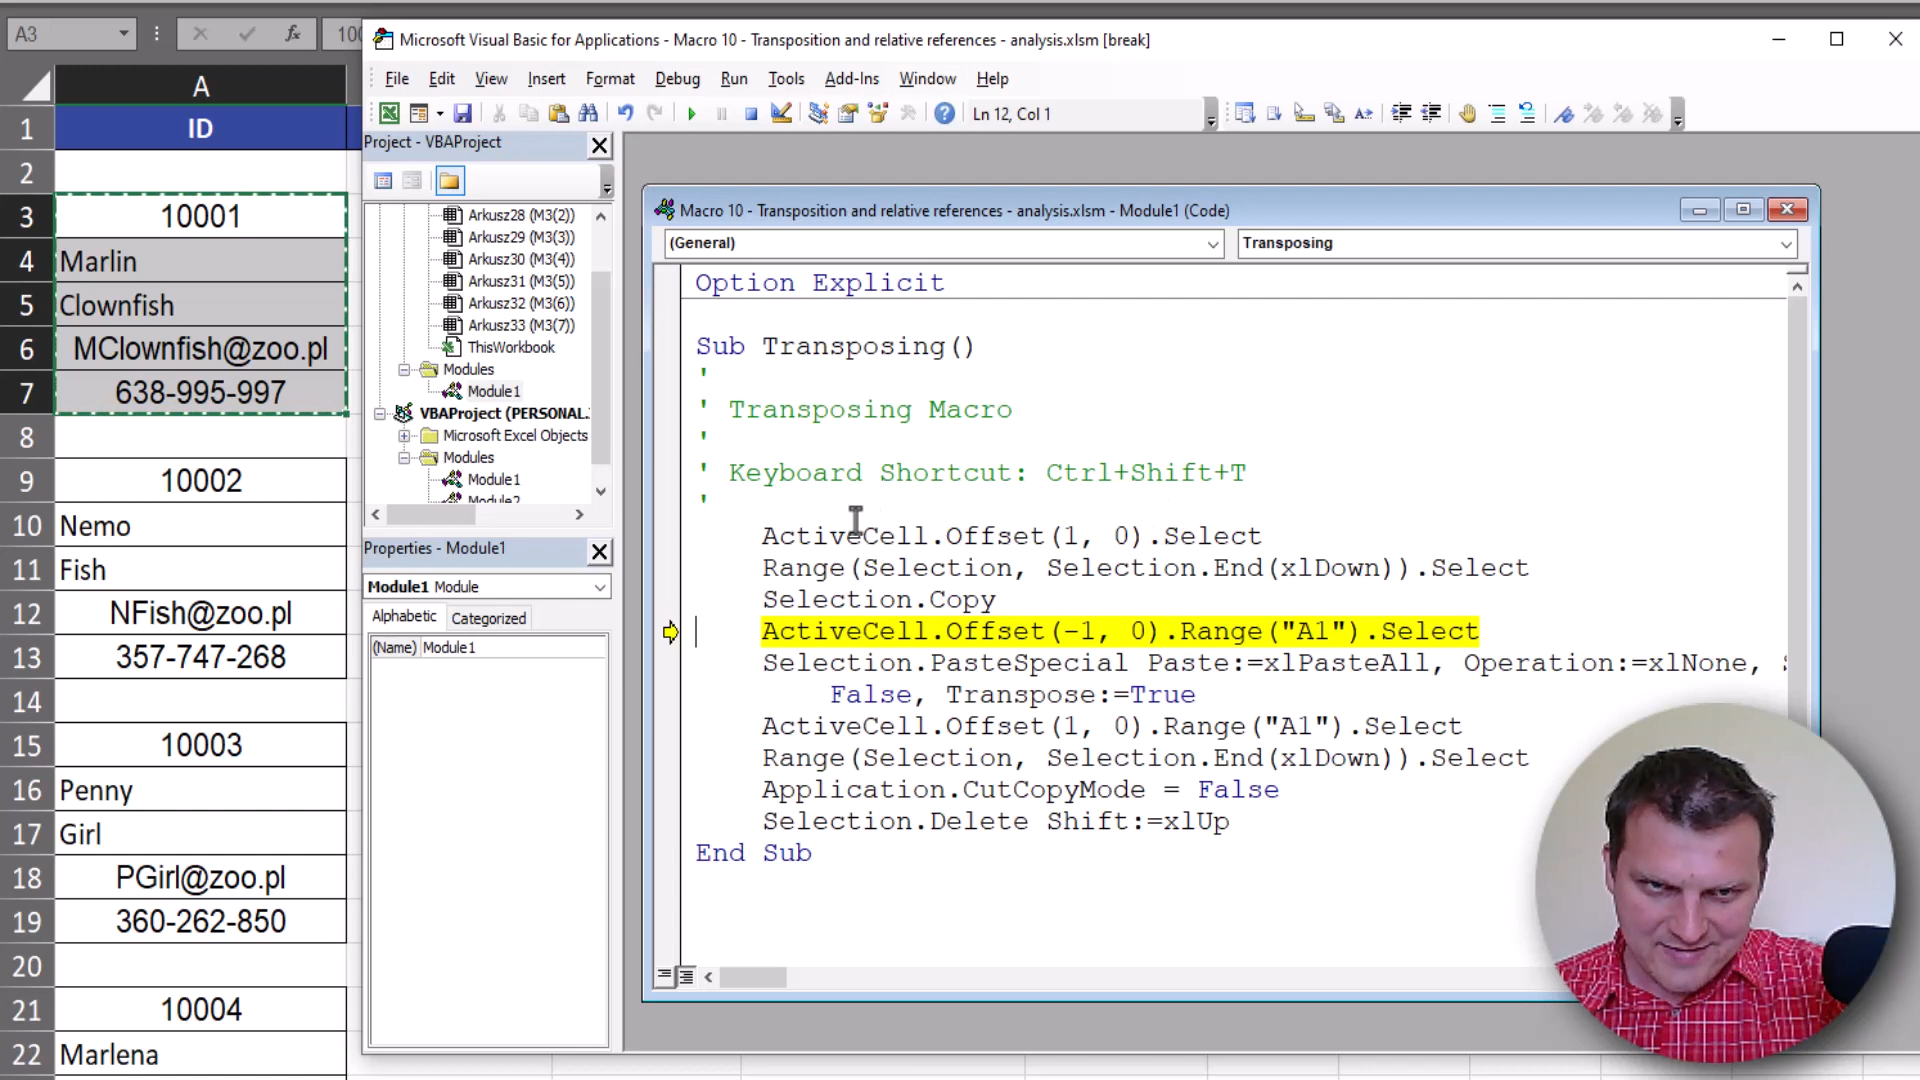 A3
100
Microsoft Visual Basic for Applications - Macro 10 - Transposition and relative references - analysis.xlsm [break]
File Edit View Insert Format Debug Run Tools Add-Ins Window Help
Ln 12, Col 1
A
1 ID
2
3 10001
4 Marlin
5 Clownfish
6 MClownfish@zoo.pl
7 638-995-997
8
9 10002
10 Nemo
11 Fish
12 NFish@zoo.pl
13 357-747-268
14
15 10003
16 Penny
17 Girl
18 PGirl@zoo.pl
19 360-262-850
20
21 10004
22 Marlena
Project - VBAProject
Arkusz28 (M3(2))
Arkusz29 (M3(3))
Arkusz30 (M3(4))
Arkusz31 (M3(5))
Arkusz32 (M3(6))
Arkusz33 (M3(7))
ThisWorkbook
Modules
Module1
VBAProject (PERSONAL.
Microsoft Excel Objects
Modules
Module1
Module2
Properties - Module1
Module1 Module
Alphabetic Categorized
(Name) Module1
Macro 10 - Transposition and relative references - analysis.xlsm - Module1 (Code)
(General) Transposing
Option Explicit
Sub Transposing()
'
' Transposing Macro
'
' Keyboard Shortcut: Ctrl+Shift+T
'
ActiveCell.Offset(1, 0).Select
Range(Selection, Selection.End(xlDown)).Select
Selection.Copy
ActiveCell.Offset(-1, 0).Range("A1").Select
Selection.PasteSpecial Paste:=xlPasteAll, Operation:=xlNone,
False, Transpose:=True
ActiveCell.Offset(1, 0).Range("A1").Select
Range(Selection, Selection.End(xlDown)).Select
Application.CutCopyMode = False
Selection.Delete Shift:=xlUp
End Sub